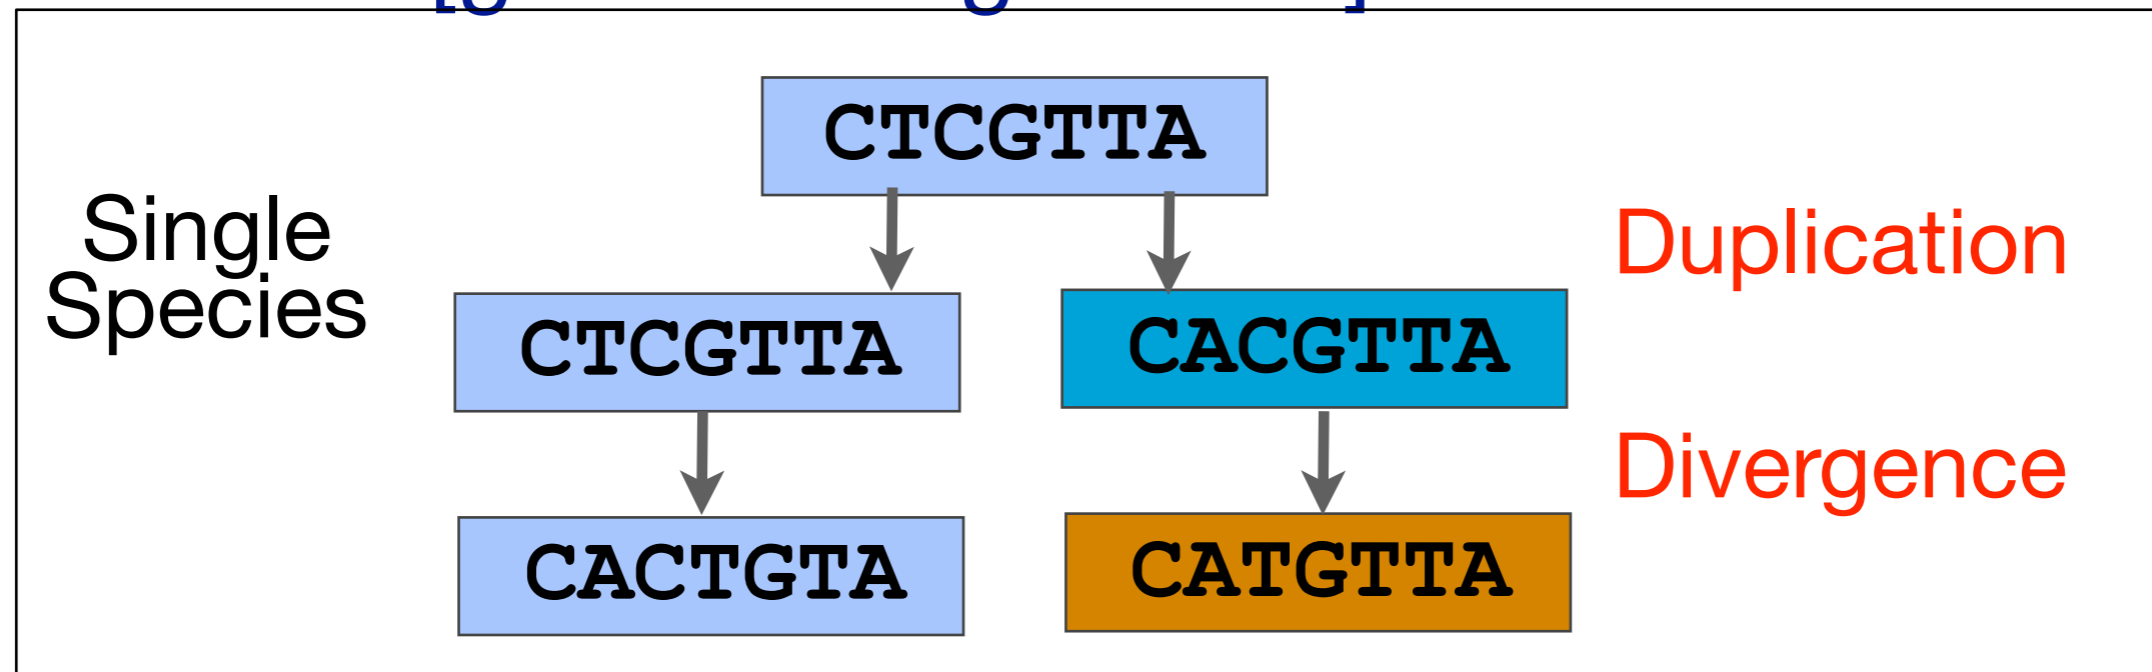 CTCGTTA
Single
Species
Duplication
CTCGTTA
CACGTTA
Divergence
CACTGTA
CATGTTA